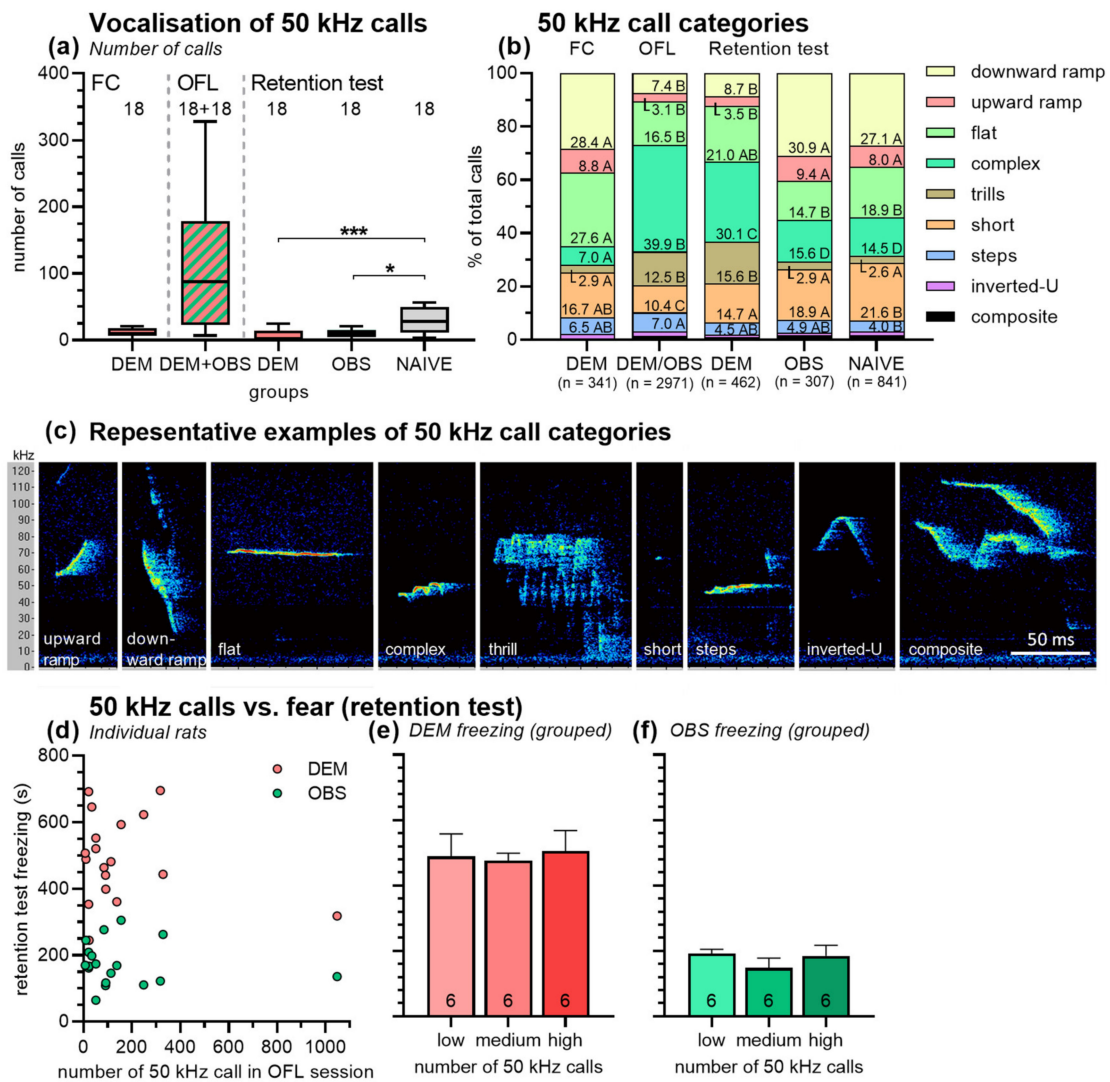 Vocalisation of 50 kHz calls
(a) Number of calls
400
300
200
100
0
number of calls
FC OFL Retention test
18 18+18 18 18 18
***
*
DEM DEM+OBS DEM OBS NAIVE
groups
50 kHz call categories
(b) FC OFL Retention test
100
80
60
40
20
0
% of total calls
28.4 A
8.8 A
27.6 A
7.0 A
2.9 A
16.7 AB
6.5 AB
7.4 B
3.1 B
16.5 B
39.9 B
12.5 B
10.4 C
7.0 A
8.7 B
3.5 B
21.0 AB
30.1 C
15.6 B
14.7 A
4.5 AB
30.9 A
9.4 A
14.7 B
15.6 D
2.9 A
18.9 A
4.9 AB
27.1 A
8.0 A
18.9 B
14.5 D
2.6 A
21.6 B
4.0 B
DEM DEM/OBS DEM OBS NAIVE
(n = 341) (n = 2971) (n = 462) (n = 307) (n = 841)
downward ramp
upward ramp
flat
complex
trills
short
steps
inverted-U
composite
(c) Repesentative examples of 50 kHz call categories
kHz
120
110
100
90
80
70
60
50
40
30
20
10
0
upward
ramp
down-
ward ramp
flat
complex
thrill
short
steps
inverted-U
composite
50 ms
50 kHz calls vs. fear (retention test)
(d) Individual rats
800
600
400
200
0
retention test freezing (s)
DEM
OBS
0 200 400 600 800 1000
number of 50 kHz call in OFL session
(e) DEM freezing (grouped)
6 6 6
low medium high
number of 50 kHz calls
(f) OBS freezing (grouped)
6 6 6
low medium high
number of 50 kHz calls